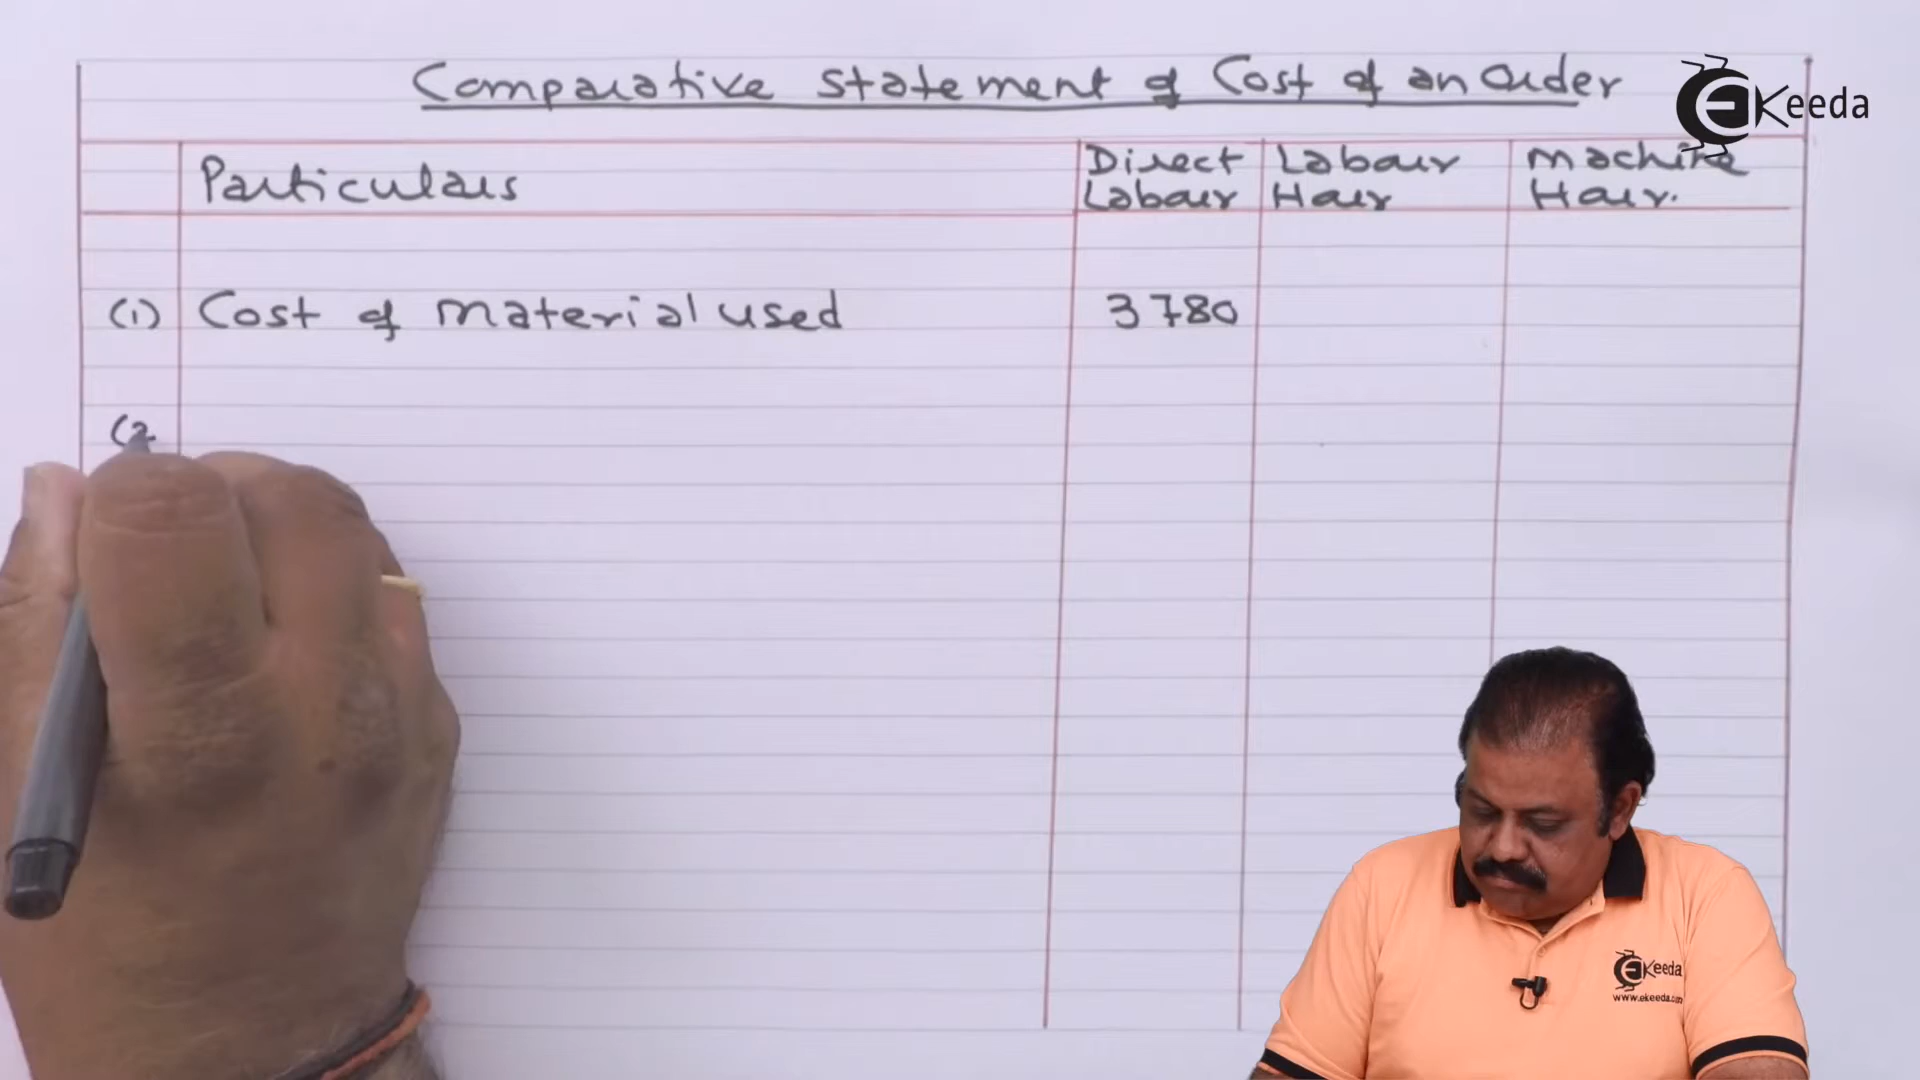 Comparative Statement of Cost of an Order
EKeeda
Particulars
Direct Labour
Labour Hour
Machine Hour.
(1) Cost of Material used 3780
(2
EKeeda
www.ekeeda.com